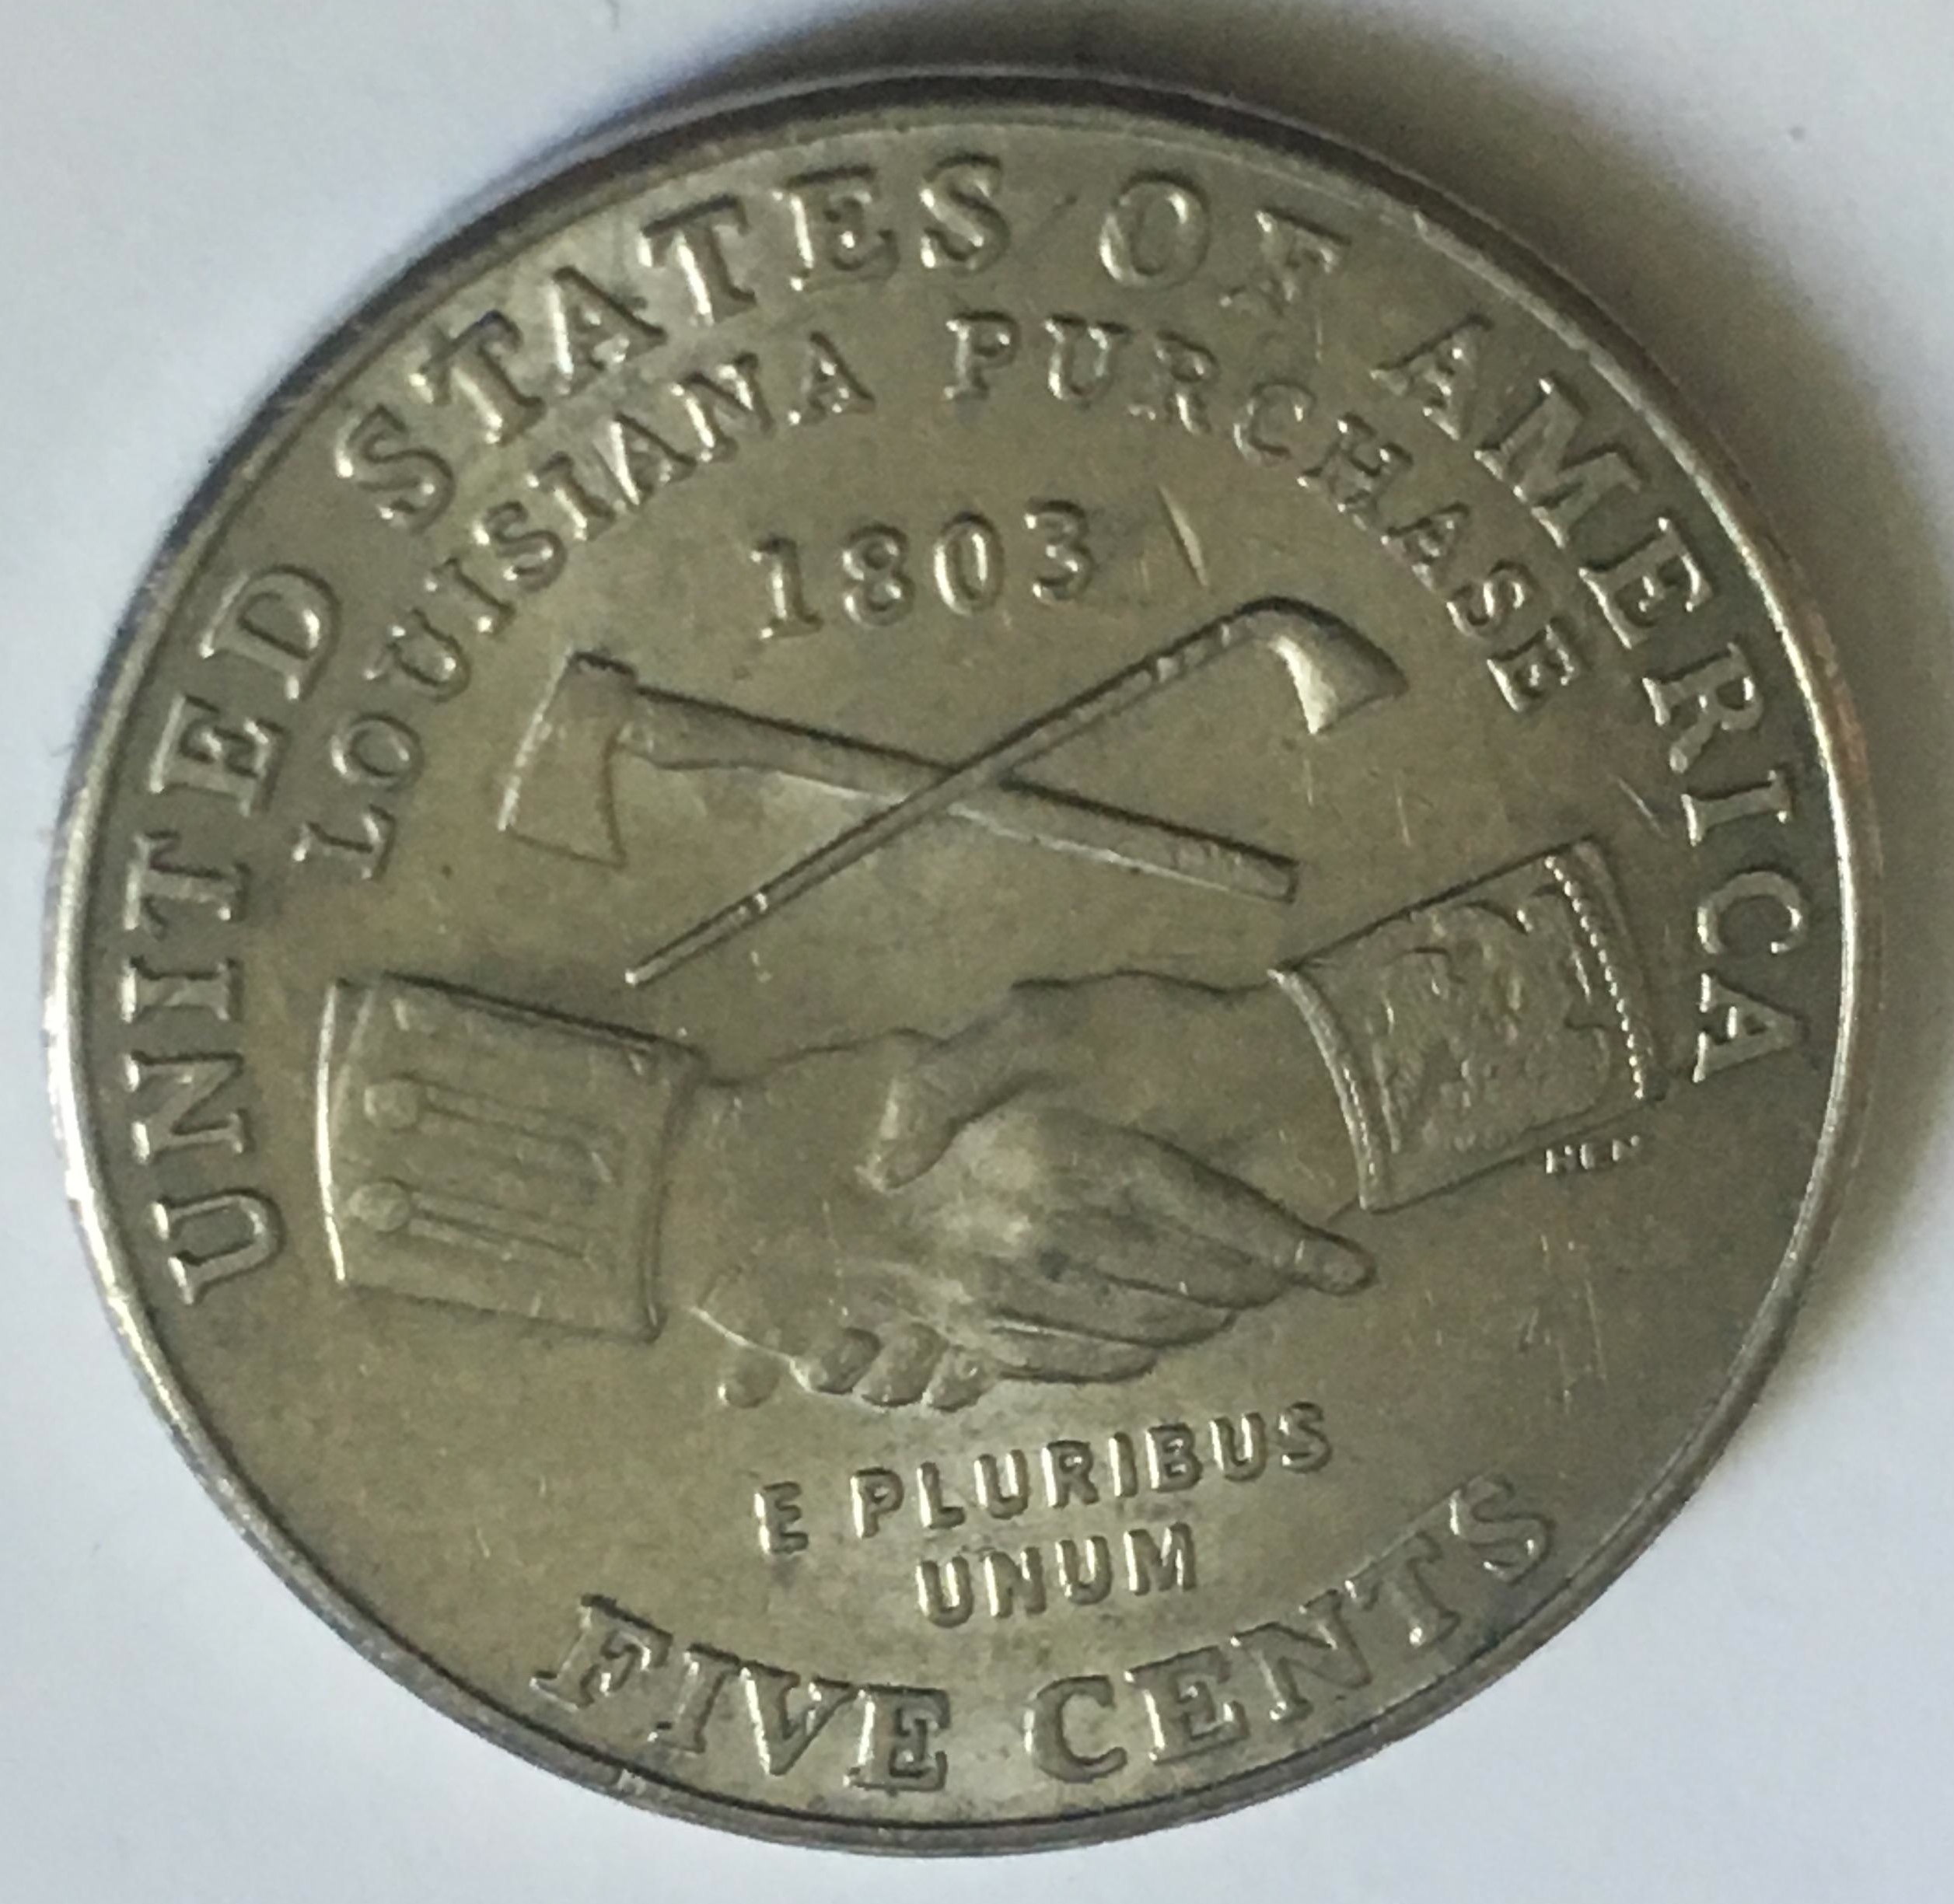 UNITED STATES OF AMERICA
LOUISIANA PURCHASE
1803
E PLURIBUS
UNUM
FIVE CENTS